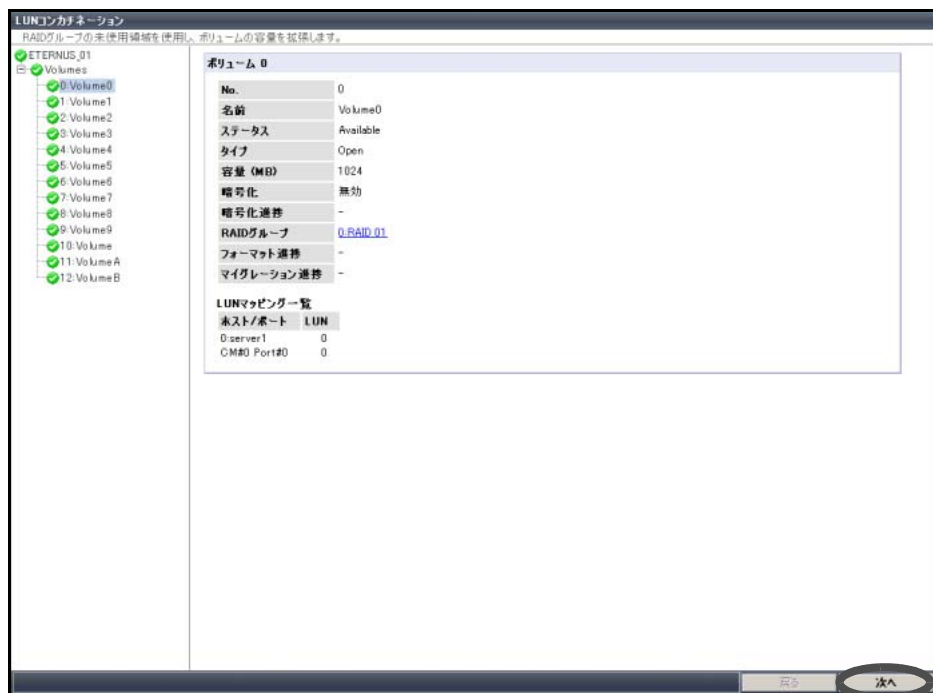 LUNコンカチネーション
RAIDグループの未使用領域を使用し、ボリュームの容量を拡張します。
ETERNUS_01
Volumes
0:Volume0
1:Volume1
2:Volume2
3:Volume3
4:Volume4
5:Volume5
6:Volume6
7:Volume7
8:Volume8
9:Volume9
10:Volume
11:VolumeA
12:VolumeB
ボリューム 0
No. 0
名前 Volume0
ステータス Available
タイプ Open
容量 (MB) 1024
暗号化 無効
暗号化進捗 -
RAIDグループ 0:RAID 01
フォーマット進捗 -
マイグレーション進捗 -
LUNマッピング一覧
ホスト/ポート LUN
0:server1 0
CM#0 Port#0 0
戻る 次へ